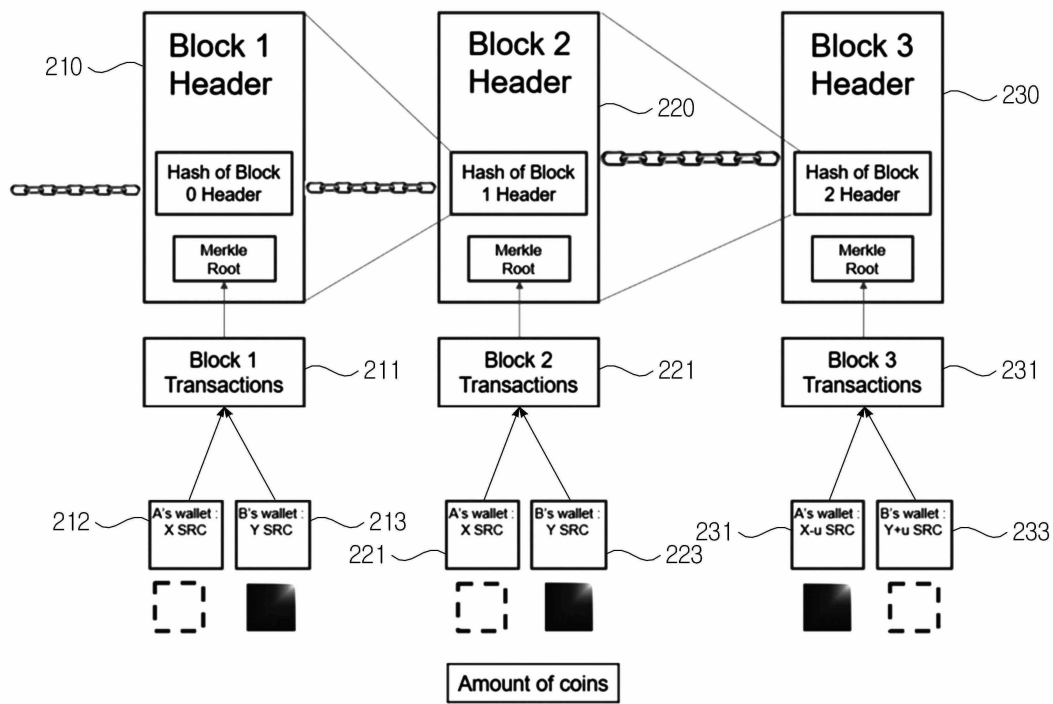 Block 1
Header
210
Block 2
Header
220
Block 3
Header
230
Hash of Block
0 Header
Hash of Block
1 Header
Hash of Block
2 Header
Merkle
Root
Merkle
Root
Merkle
Root
Block 1
Transactions
211
Block 2
Transactions
221
Block 3
Transactions
231
212
A's wallet :
X SRC
B's wallet :
Y SRC
213
221
A's wallet :
X SRC
B's wallet :
Y SRC
223
231
A's wallet :
X-u SRC
B's wallet :
Y+u SRC
233
Amount of coins